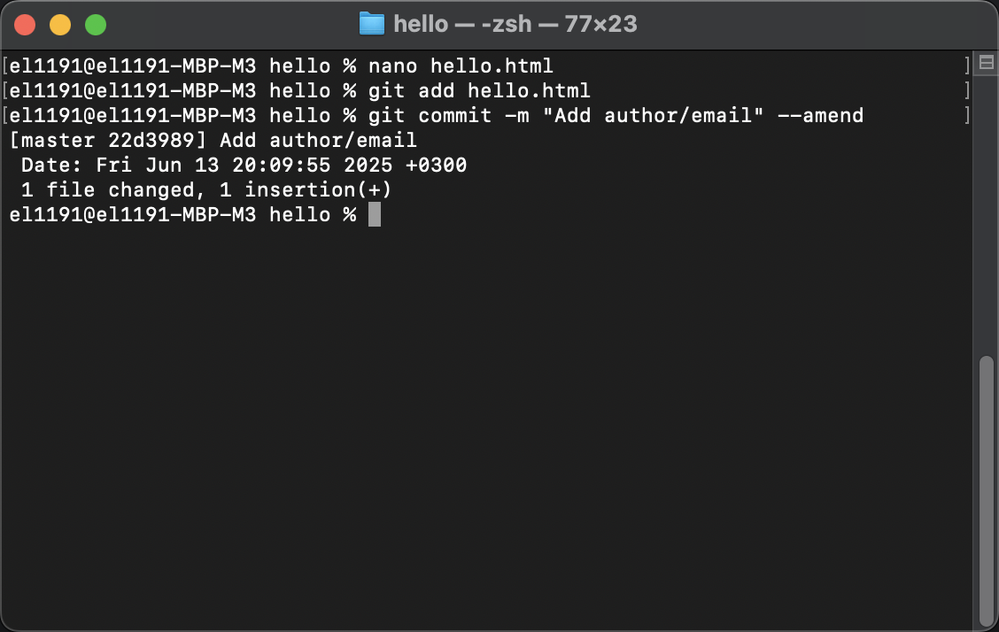 hello — -zsh — 77×23
[el1191@el1191-MBP-M3 hello % nano hello.html ]
[el1191@el1191-MBP-M3 hello % git add hello.html ]
[el1191@el1191-MBP-M3 hello % git commit -m "Add author/email" --amend ]
[master 22d3989] Add author/email
 Date: Fri Jun 13 20:09:55 2025 +0300
 1 file changed, 1 insertion(+)
el1191@el1191-MBP-M3 hello %